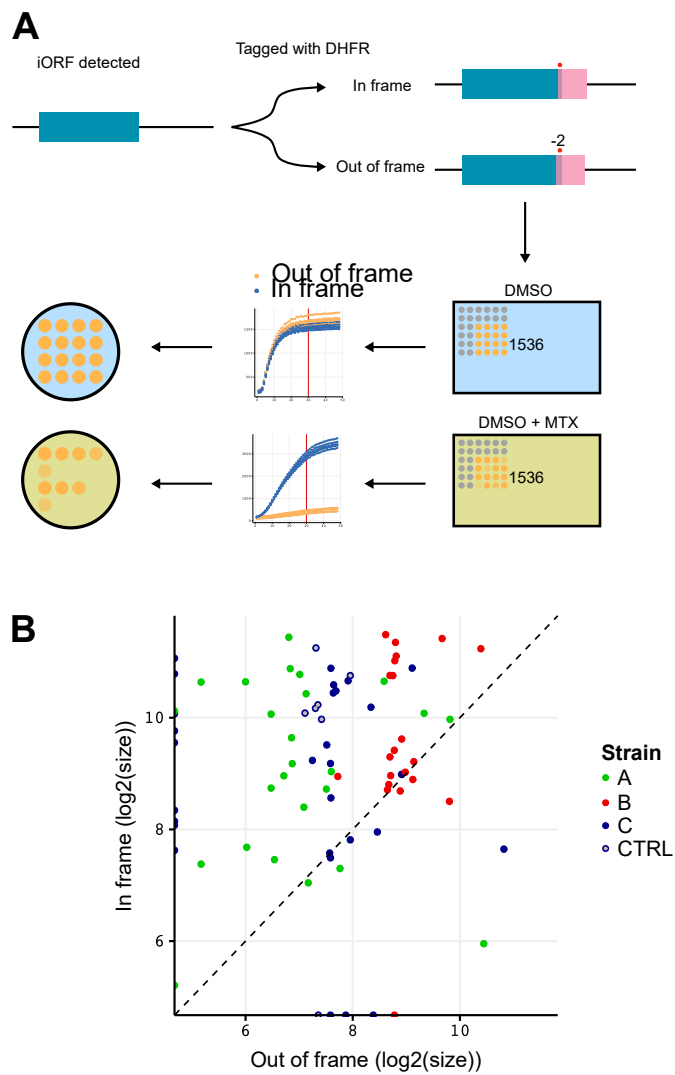 A
iORF detected
Tagged with DHFR
In frame
Out of frame
-2
Out of frame
In frame
DMSO
1536
DMSO + MTX
1536
B
In frame (log2(size))
10
8
6
6
8
10
Out of frame (log2(size))
Strain
A
B
C
CTRL